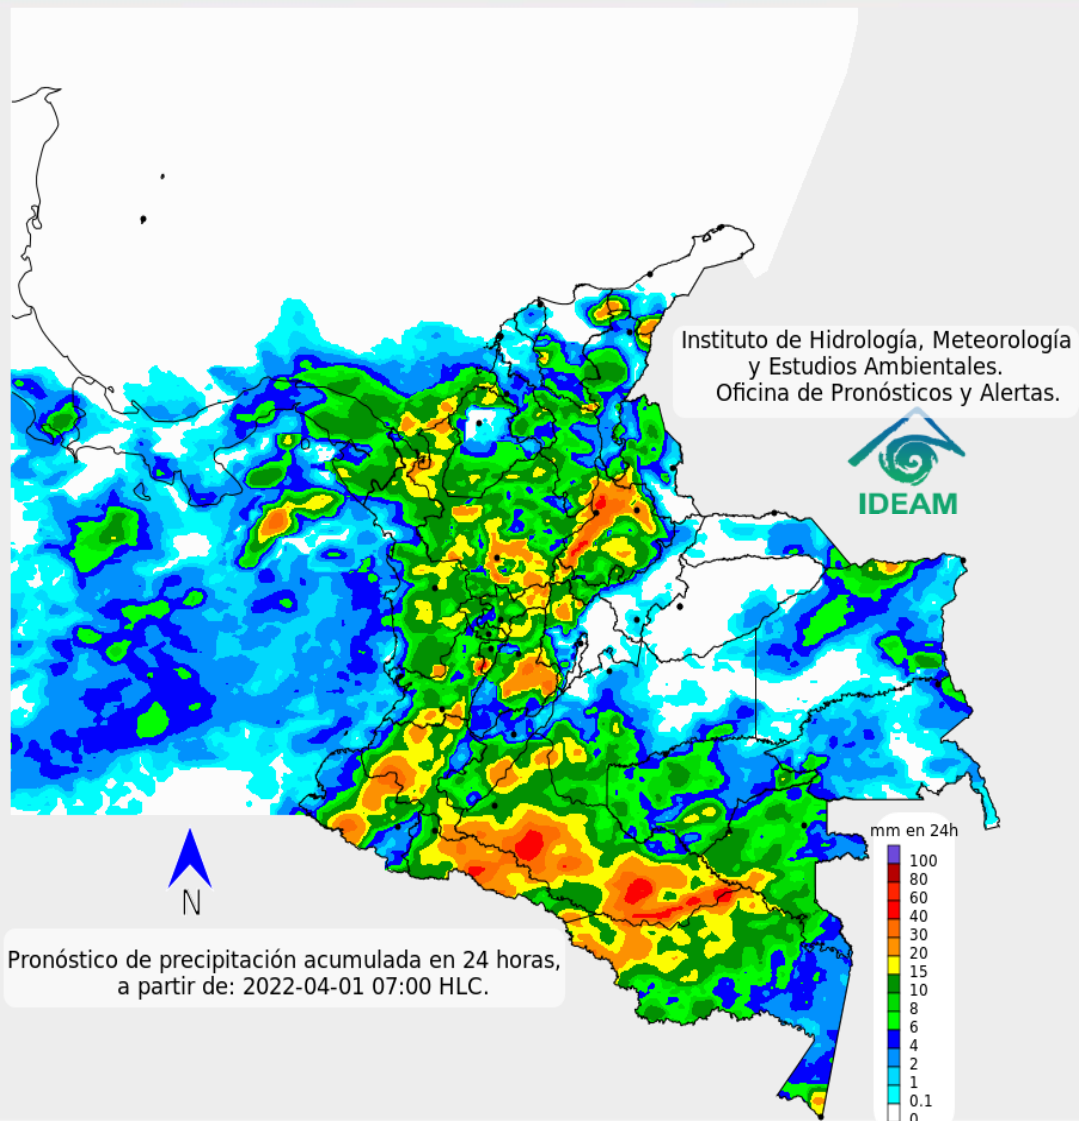 Instituto de Hidrología, Meteorología
y Estudios Ambientales.
Oficina de Pronósticos y Alertas.
IDEAM
mm en 24h
100
80
60
40
30
20
15
10
8
6
4
2
1
0.1
0
N
Pronóstico de precipitación acumulada en 24 horas,
a partir de: 2022-04-01 07:00 HLC.